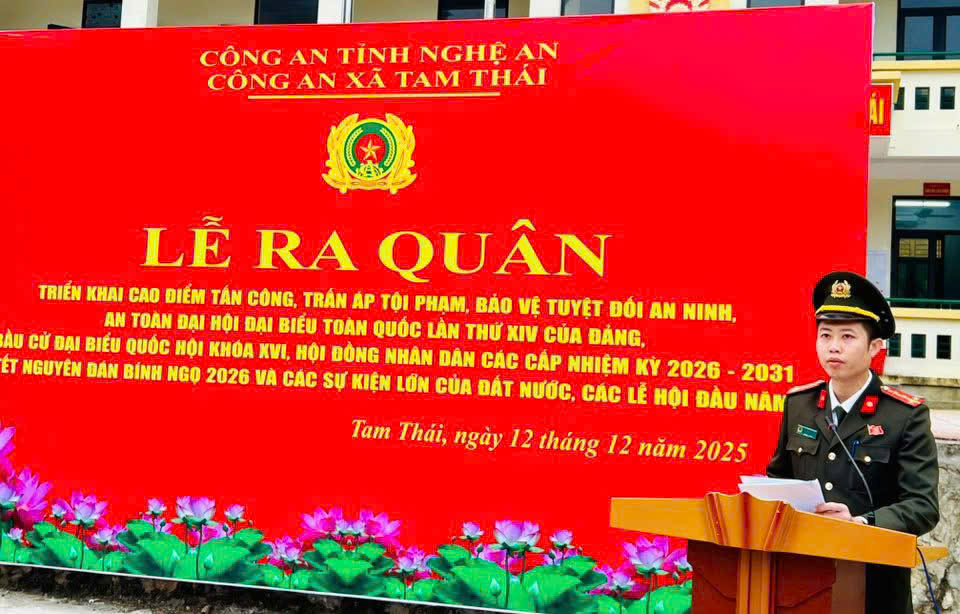 CÔNG AN TỈNH NGHỆ AN
CÔNG AN XÃ TAM THÁI
LỄ RA QUÂN
TRIỂN KHAI CAO ĐIỂM TẤN CÔNG, TRẤN ÁP TỘI PHẠM, BẢO VỆ TUYỆT ĐỐI AN NINH,
AN TOÀN ĐẠI HỘI ĐẠI BIỂU TOÀN QUỐC LẦN THỨ XIV CỦA ĐẢNG,
BẦU CỬ ĐẠI BIỂU QUỐC HỘI KHÓA XVI, HỘI ĐỒNG NHÂN DÂN CÁC CẤP NHIỆM KỲ 2026 - 2031
TẾT NGUYÊN ĐÁN BÍNH NGỌ 2026 VÀ CÁC SỰ KIỆN LỚN CỦA ĐẤT NƯỚC, CÁC LỄ HỘI ĐẦU NĂM
Tam Thái, ngày 12 tháng 12 năm 2025